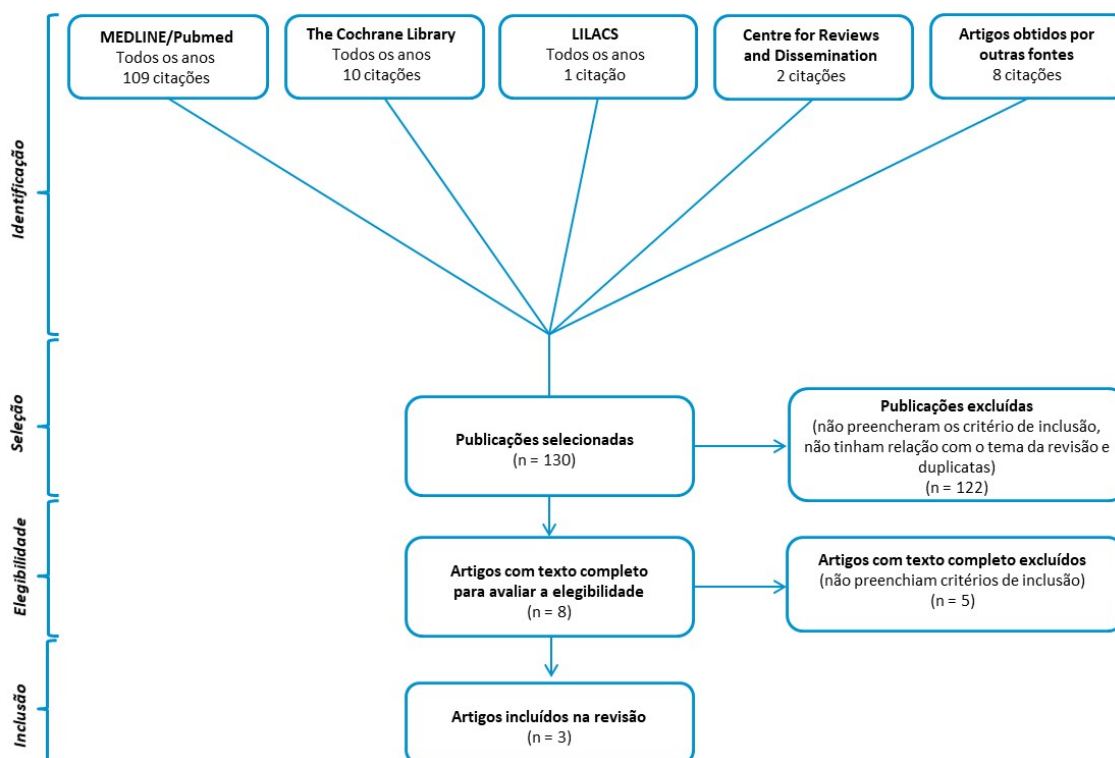 MEDLINE/Pubmed
Todos os anos
109 citações
The Cochrane Library
Todos os anos
10 citações
LILACS
Todos os anos
1 citação
Centre for Reviews
and Dissemination
2 citações
Artigos obtidos por
outras fontes
8 citações
Identificação
Seleção
Publicações selecionadas
(n = 130)
Publicações excluídas
(não preencheram os critério de inclusão,
não tinham relação com o tema da revisão e
duplicatas)
(n = 122)
Elegibilidade
Artigos com texto completo
para avaliar a elegibilidade
(n = 8)
Artigos com texto completo excluídos
(não preenchiam critérios de inclusão)
(n = 5)
Inclusão
Artigos incluídos na revisão
(n = 3)